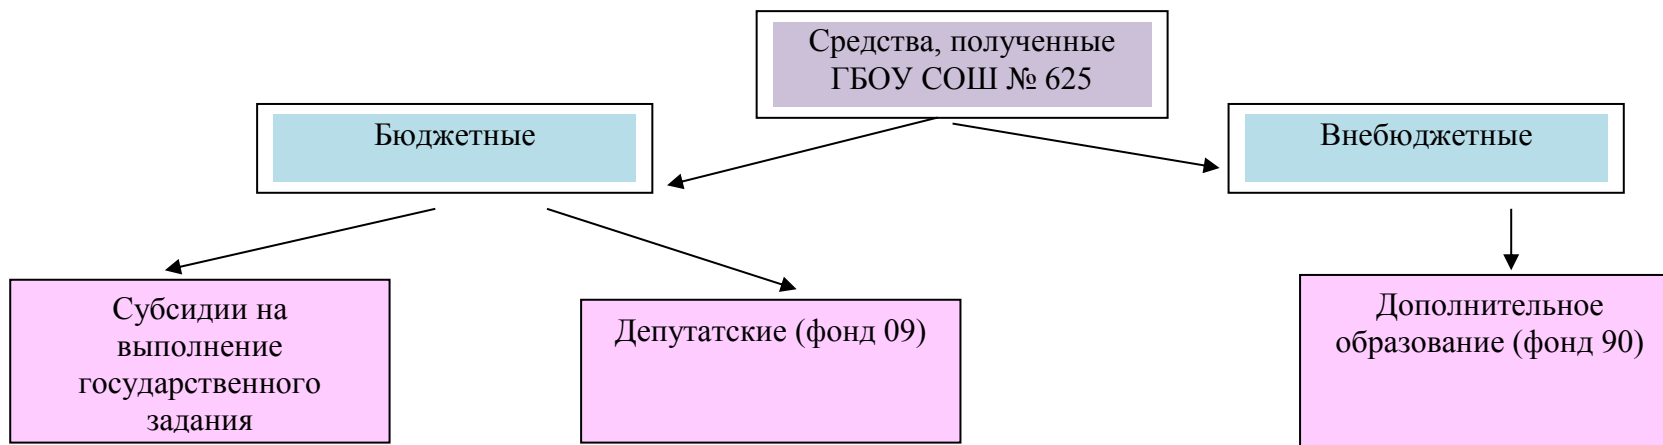 Средства, полученные
ГБОУ СОШ № 625
Бюджетные
Внебюджетные
Субсидии на
выполнение
государственного
задания
Депутатские (фонд 09)
Дополнительное
образование (фонд 90)